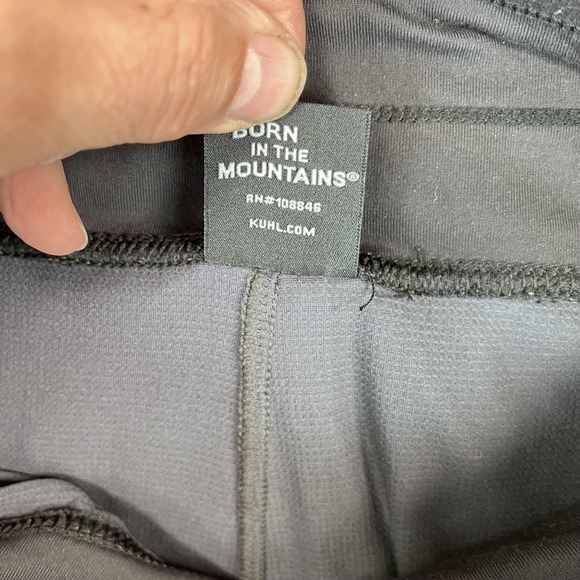 BORN
IN THE
MOUNTAINS®
RN#108846
KUHL.COM